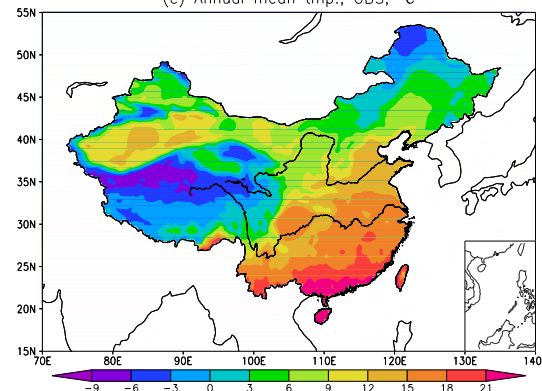 (c) Annual mean tmp., OBS, °C
55N
50N
45N
40N
35N
30N
25N
20N
15N
70E 80E 90E 100E 110E 120E 130E 140
-9 -6 -3 0 3 6 9 12 15 18 21